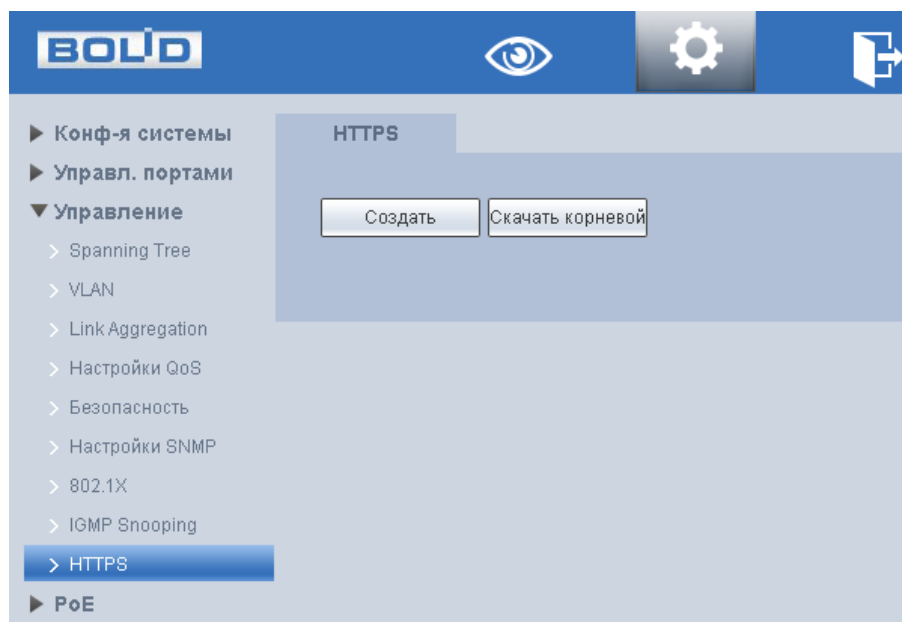 BOLID
Конф-я системы
Управл. портами
Управление
Spanning Tree
VLAN
Link Aggregation
Настройки QoS
Безопасность
Настройки SNMP
802.1X
IGMP Snooping
HTTPS
PoE
HTTPS
Создать
Скачать корневой